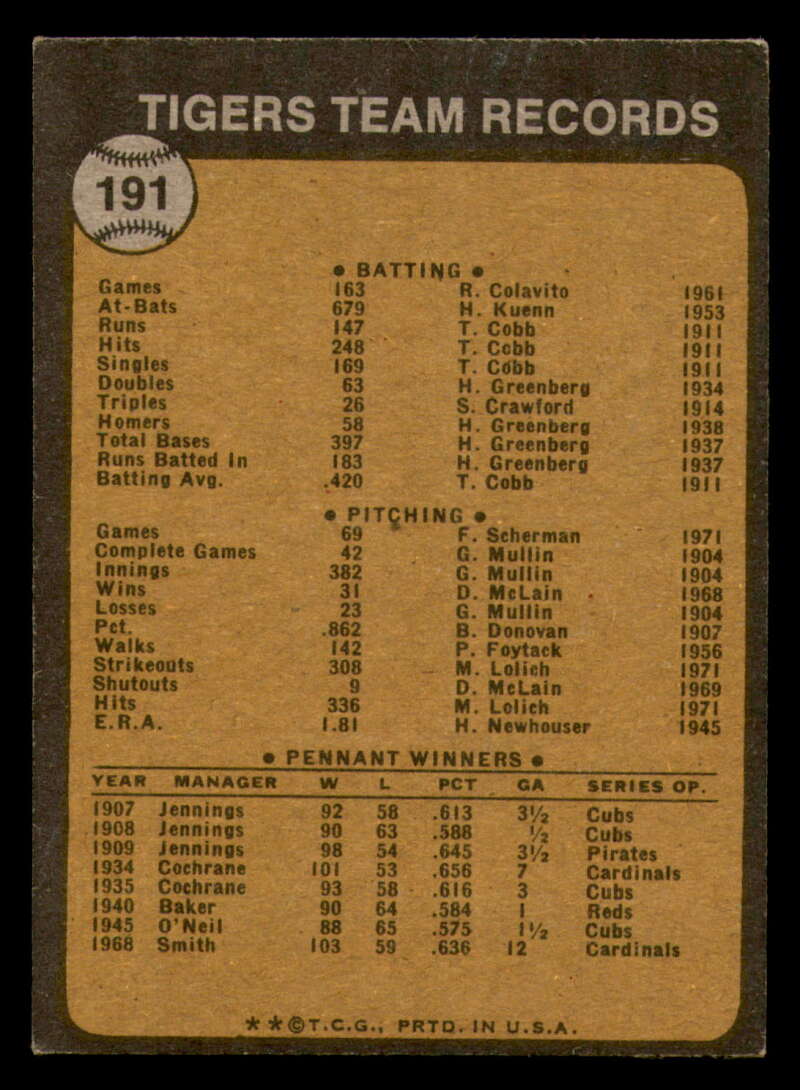 TIGERS TEAM RECORDS
191
• BATTING •
Games 163 R. Colavito 1961
At-Bats 679 H. Kuenn 1953
Runs 147 T. Cobb 1911
Hits 248 T. Cobb 1911
Singles 169 T. Cobb 1911
Doubles 63 H. Greenberg 1934
Triples 26 S. Crawford 1914
Homers 58 H. Greenberg 1938
Total Bases 397 H. Greenberg 1937
Runs Batted In 183 H. Greenberg 1937
Batting Avg. .420 T. Cobb 1911
• PITCHING •
Games 69 F. Scherman 1971
Complete Games 42 G. Mullin 1904
Innings 382 G. Mullin 1904
Wins 31 D. McLain 1968
Losses 23 G. Mullin 1904
Pct. .862 B. Donovan 1907
Walks 142 P. Foytack 1956
Strikeouts 308 M. Lolich 1971
Shutouts 9 D. McLain 1969
Hits 336 M. Lolich 1971
E.R.A. 1.81 H. Newhouser 1945
• PENNANT WINNERS •
YEAR MANAGER W L PCT GA SERIES OP.
1907 Jennings 92 58 .613 3½ Cubs
1908 Jennings 90 63 .588 ½ Cubs
1909 Jennings 98 54 .645 3½ Pirates
1934 Cochrane 101 53 .656 7 Cardinals
1935 Cochrane 93 58 .616 3 Cubs
1940 Baker 90 64 .584 1 Reds
1945 O'Neil 88 65 .575 1½ Cubs
1968 Smith 103 59 .636 12 Cardinals
★ ★ © T.C.G., PRTD. IN U.S.A.